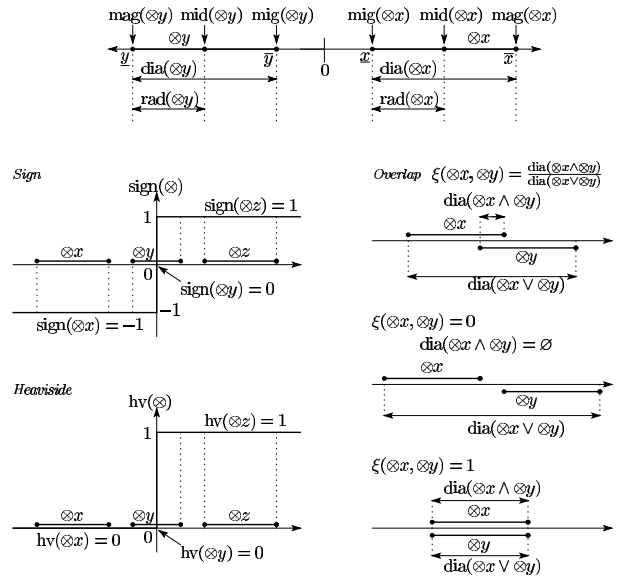 mag(⊗y) mid(⊗y) mig(⊗y) mig(⊗x) mid(⊗x) mag(⊗x)
⊗y ⊗x
y y 0 x x
dia(⊗y) dia(⊗x)
rad(⊗y) rad(⊗x)
Sign
sign(⊗)
1 sign(⊗z) = 1
⊗x ⊗y ⊗z
0
sign(⊗y) = 0
−1
sign(⊗x) = −1
Heaviside
hv(⊗)
1 hv(⊗z) = 1
⊗x ⊗y ⊗z
hv(⊗x) = 0 0
hv(⊗y) = 0
Overlap ξ(⊗x, ⊗y) = dia(⊗x∧⊗y) / dia(⊗x∨⊗y)
dia(⊗x ∧ ⊗y)
⊗x
⊗y
dia(⊗x ∨ ⊗y)
ξ(⊗x, ⊗y) = 0
dia(⊗x ∧ ⊗y) = ∅
⊗x
⊗y
dia(⊗x ∨ ⊗y)
ξ(⊗x, ⊗y) = 1
dia(⊗x ∧ ⊗y)
⊗x
⊗y
dia(⊗x ∨ ⊗y)